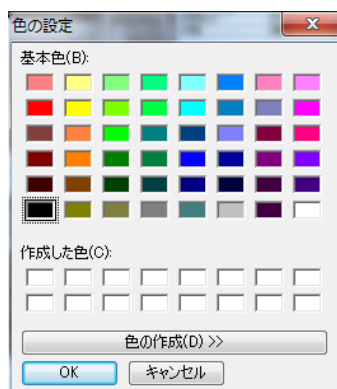 色の設定
基本色(B):
作成した色(C):
色の作成(D) >>
OK
キャンセル